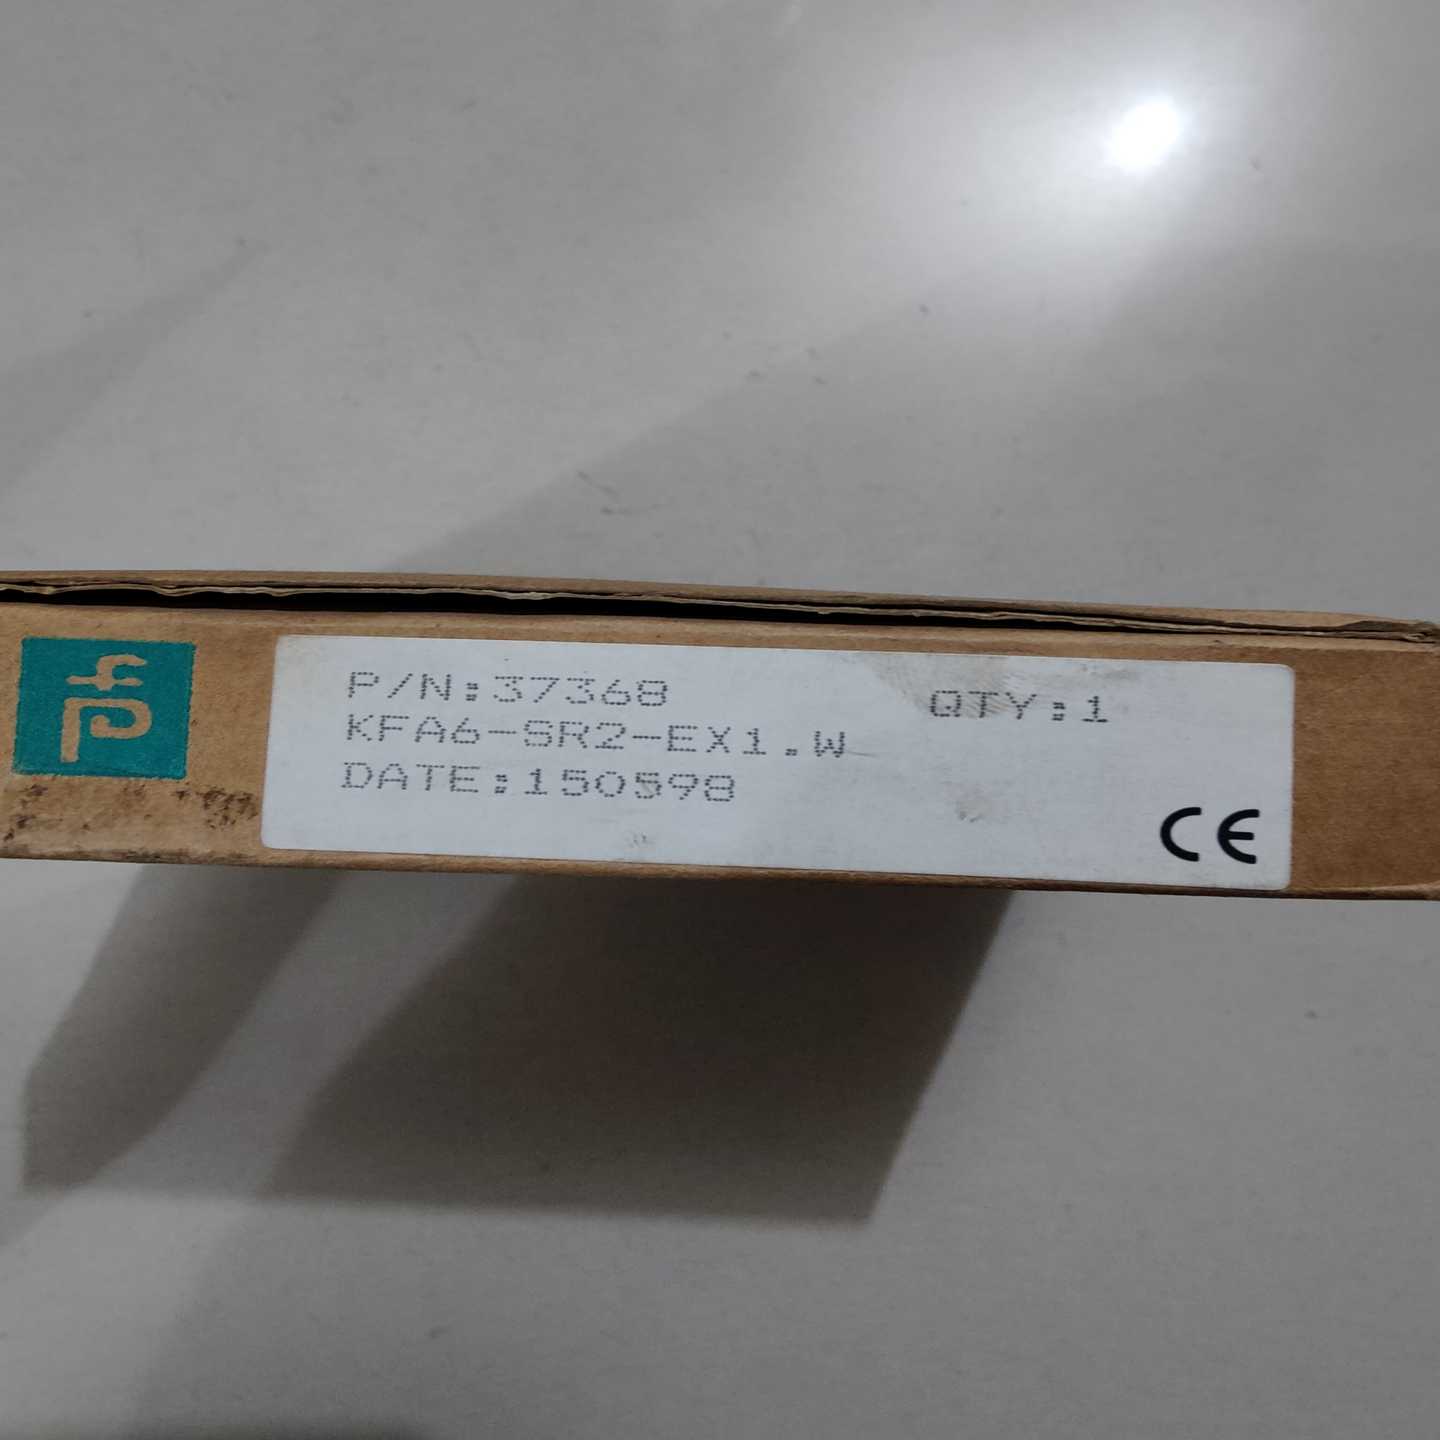 P/N:37368 QTY:1
KFA6-SR2-EX1.W
DATE:150598
CE